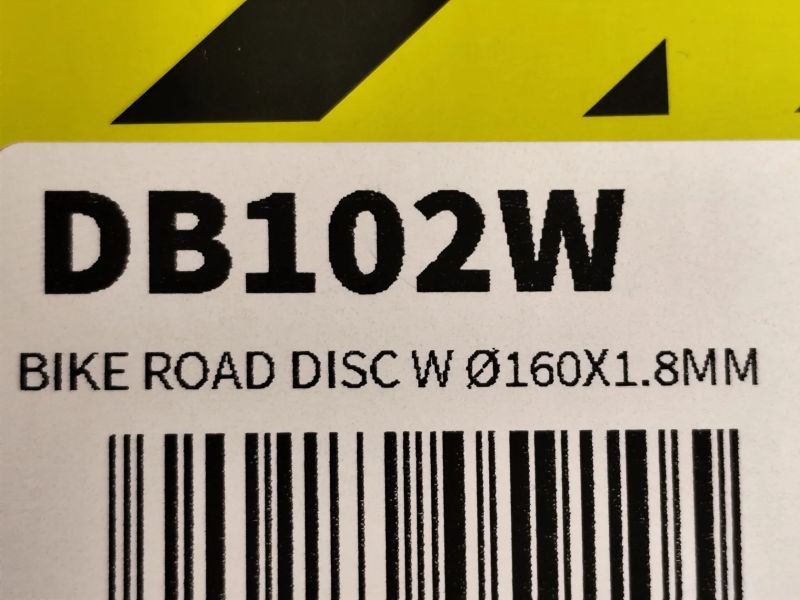 DB102W
BIKE ROAD DISC W Ø160X1.8MM